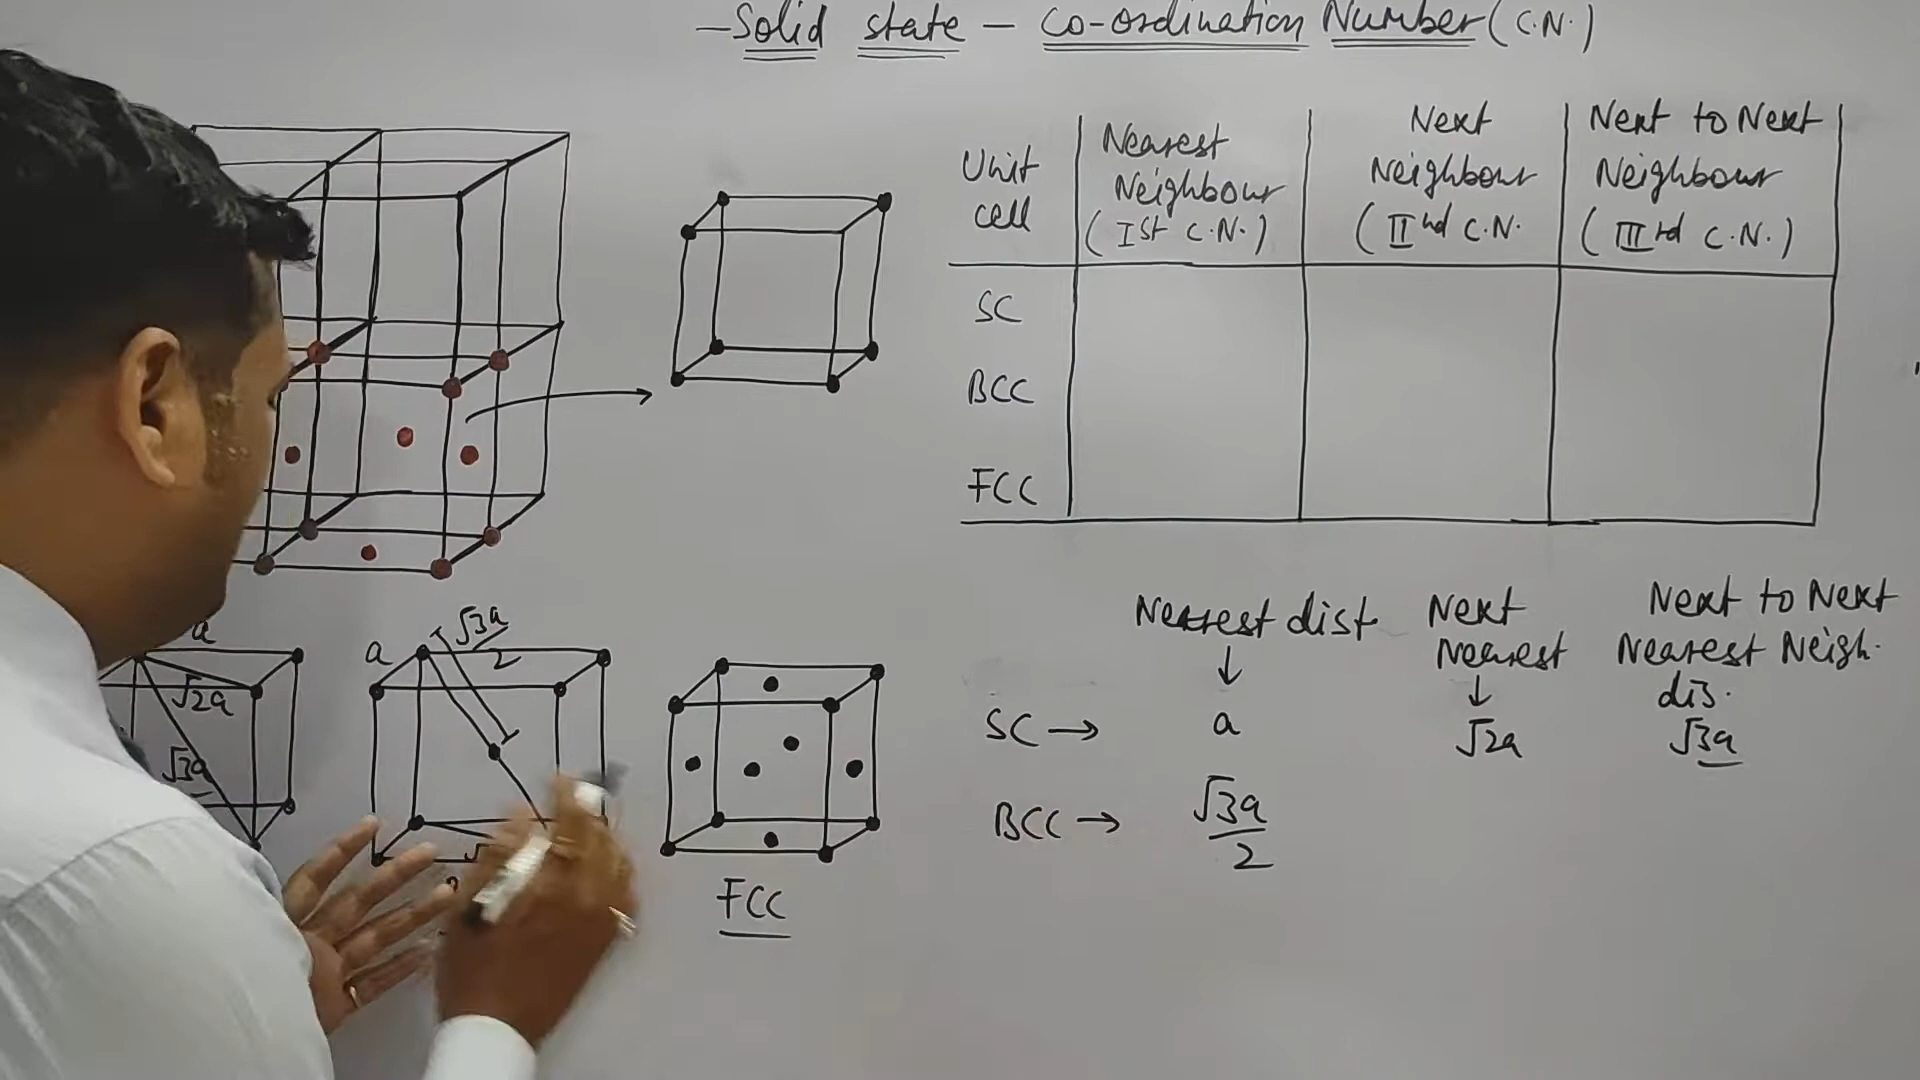 — Solid state — Co-ordination Number (C.N.)
Unit cell
Nearest Neighbour (Ist C.N.)
Next Neighbour (IInd C.N.
Next to Next Neighbour (IIIrd C.N.)
SC
BCC
FCC
a
√2a
√3a
a
√3a/2
FCC
Nearest dist.
Next Nearest
Next to Next Nearest Neigh. dis.
↓
↓
SC → a √2a √3a
BCC → √3a/2